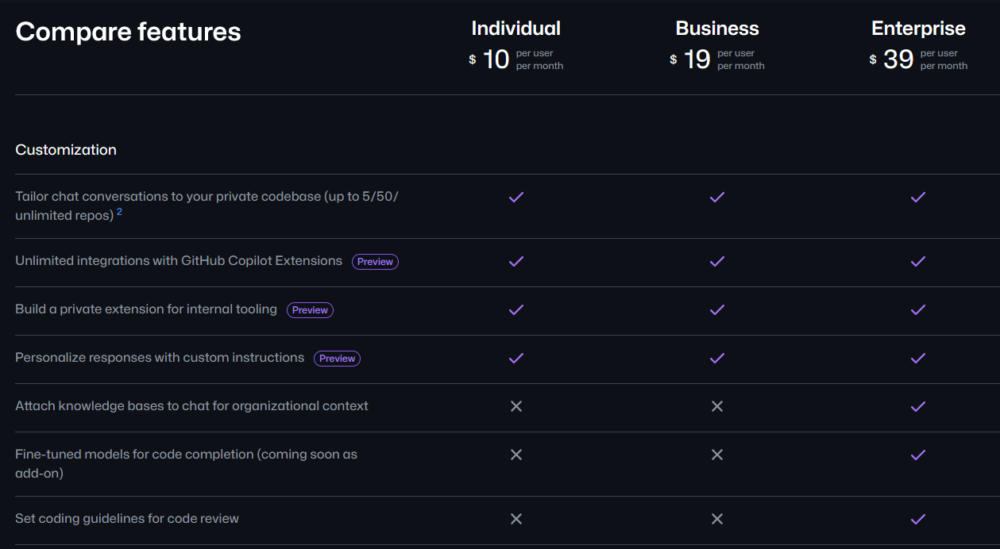 Compare features
Individual
$ 10 per user
per month
Business
$ 19 per user
per month
Enterprise
$ 39 per user
per month
Customization
Tailor chat conversations to your private codebase (up to 5/50/
unlimited repos) 2
Unlimited integrations with GitHub Copilot Extensions Preview
Build a private extension for internal tooling Preview
Personalize responses with custom instructions Preview
Attach knowledge bases to chat for organizational context
Fine-tuned models for code completion (coming soon as
add-on)
Set coding guidelines for code review